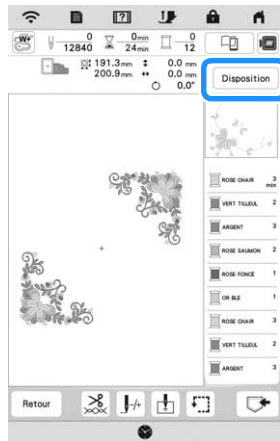 W+
0
12840
0min
24min
0
12
191.3mm
200.9mm
0.0 mm
0.0 mm
0.0°
Disposition
ROSE CHAIR 3 min
VERT TILLEUL 2
ARGENT 3
ROSE SAUMON 2
ROSE FONCÉ 1
OR BLÉ 1
ROSE CHAIR 3
VERT TILLEUL 2
ARGENT 3
Retour